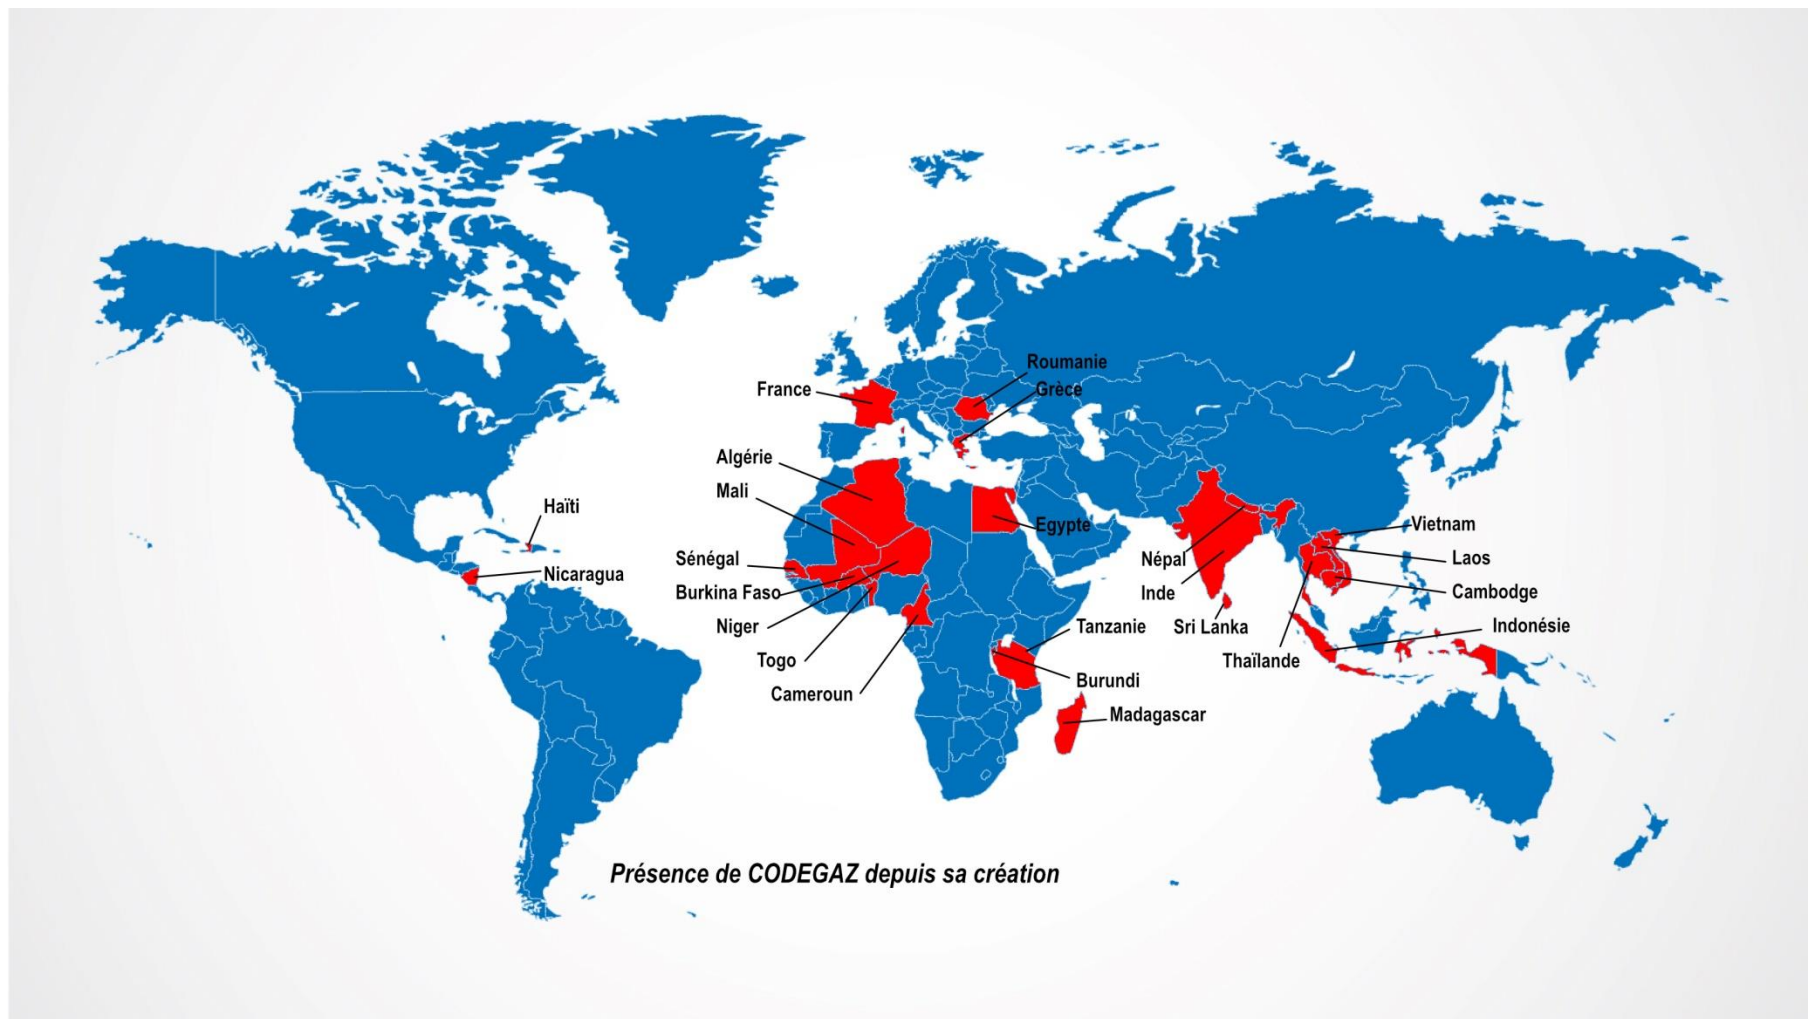 Roumanie
France
Grèce
Algérie
Mali
Haïti
Egypte
Vietnam
Sénégal
Népal
Laos
Nicaragua
Burkina Faso
Inde
Cambodge
Niger
Tanzanie
Sri Lanka
Indonésie
Togo
Thaïlande
Cameroun
Burundi
Madagascar
Présence de CODEGAZ depuis sa création